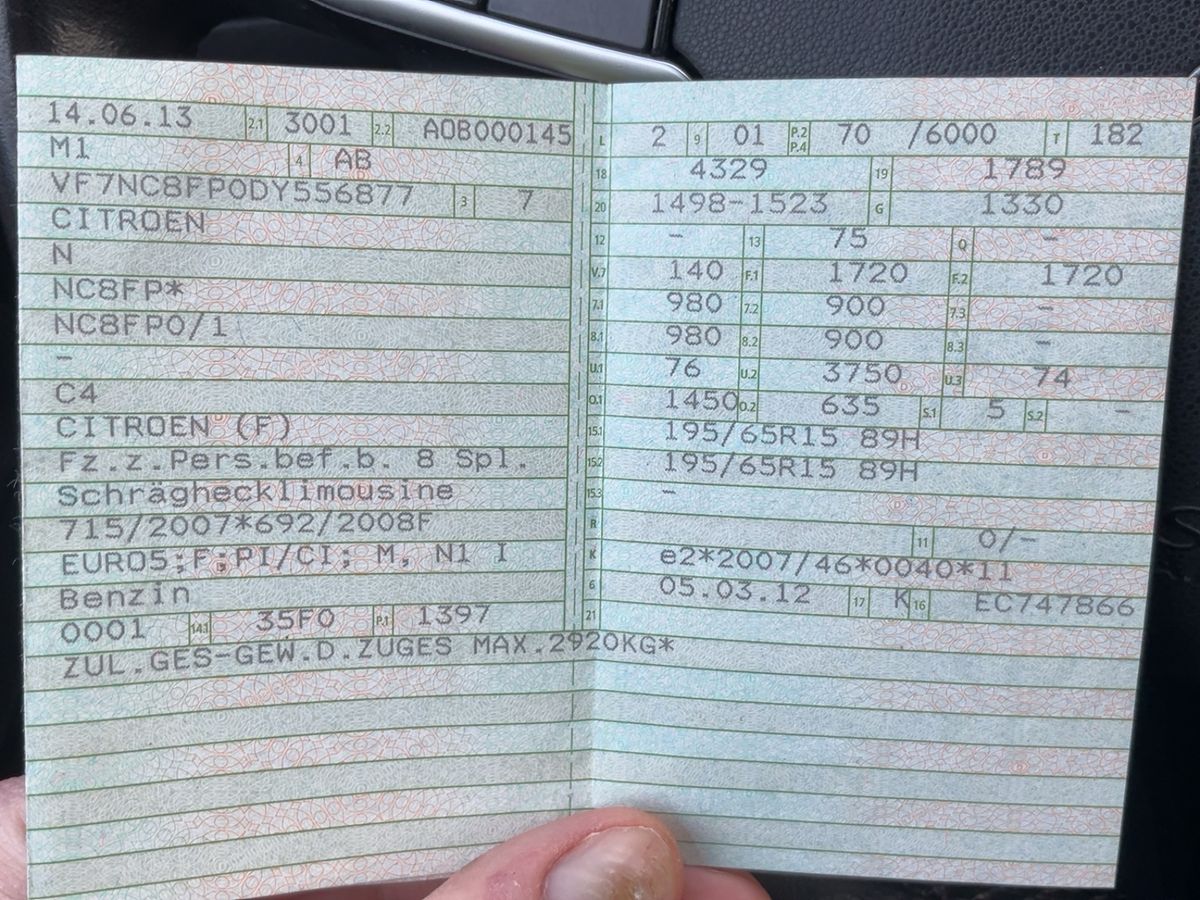 14.06.13 2.1 3001 2.2 AOB000145
M1 4 AB
VF7NC8FP0DY556877 3 7
CITROEN
N
NC8FP*
NC8FP0/1
-
C4
CITROEN (F)
Fz.z.Pers.bef.b. 8 Spl.
Schräghecklimousine
715/2007*692/2008F
EURO5;F;PI/CI; M, N1 I
Benzin
0001 14.1 35F0 P.1 1397
ZUL.GES-GEW.D.ZUGES MAX.2920KG*
L 2 9 01 P.2 P.4 70 /6000 T 182
18 4329 19 1789
20 1498-1523 G 1330
12 - 13 75 Q -
V.7 140 F.1 1720 F.2 1720
7.1 980 7.2 900 7.3 -
8.1 980 8.2 900 8.3 -
U.1 76 U.2 3750 U.3 74
O.1 1450 O.2 635 S.1 5 S.2 -
15.1 195/65R15 89H
15.2 195/65R15 89H
15.3 -
R 11 0/-
K e2*2007/46*0040*11
6 05.03.12 17 K 16 EC747866
21